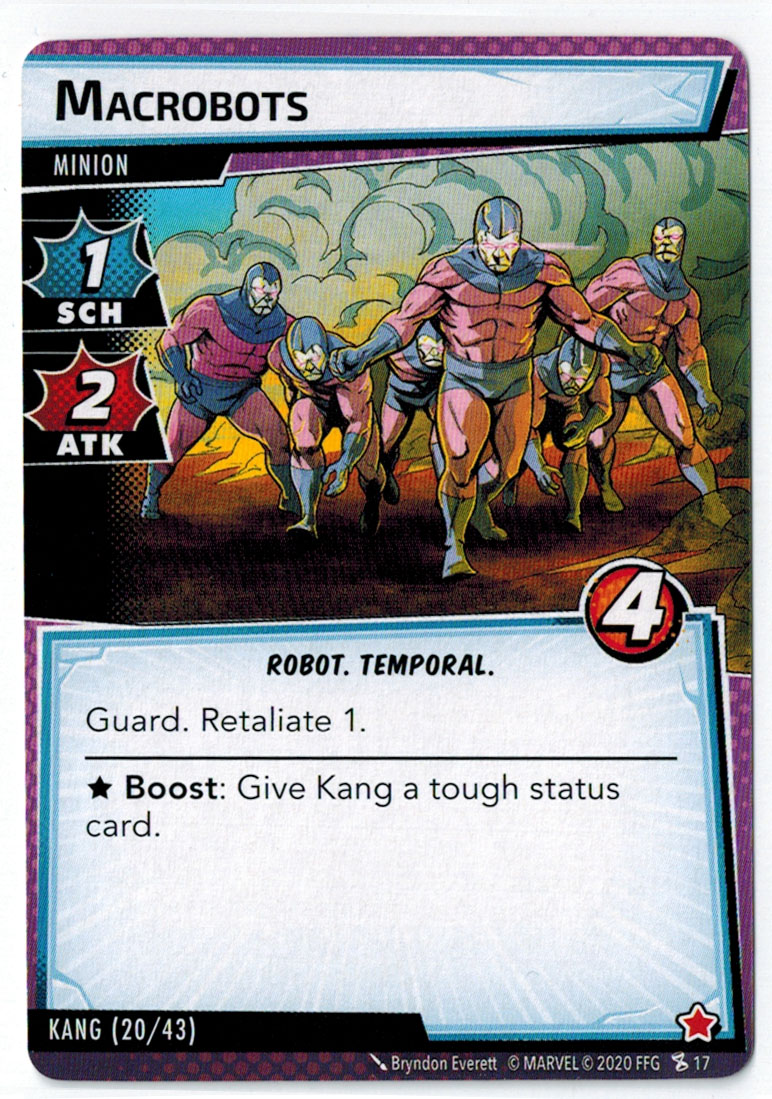 MACROBOTS
MINION
1
SCH
2
ATK
4
ROBOT. TEMPORAL.
Guard. Retaliate 1.
★ Boost: Give Kang a tough status
card.
KANG (20/43)
Bryndon Everett © MARVEL © 2020 FFG 17